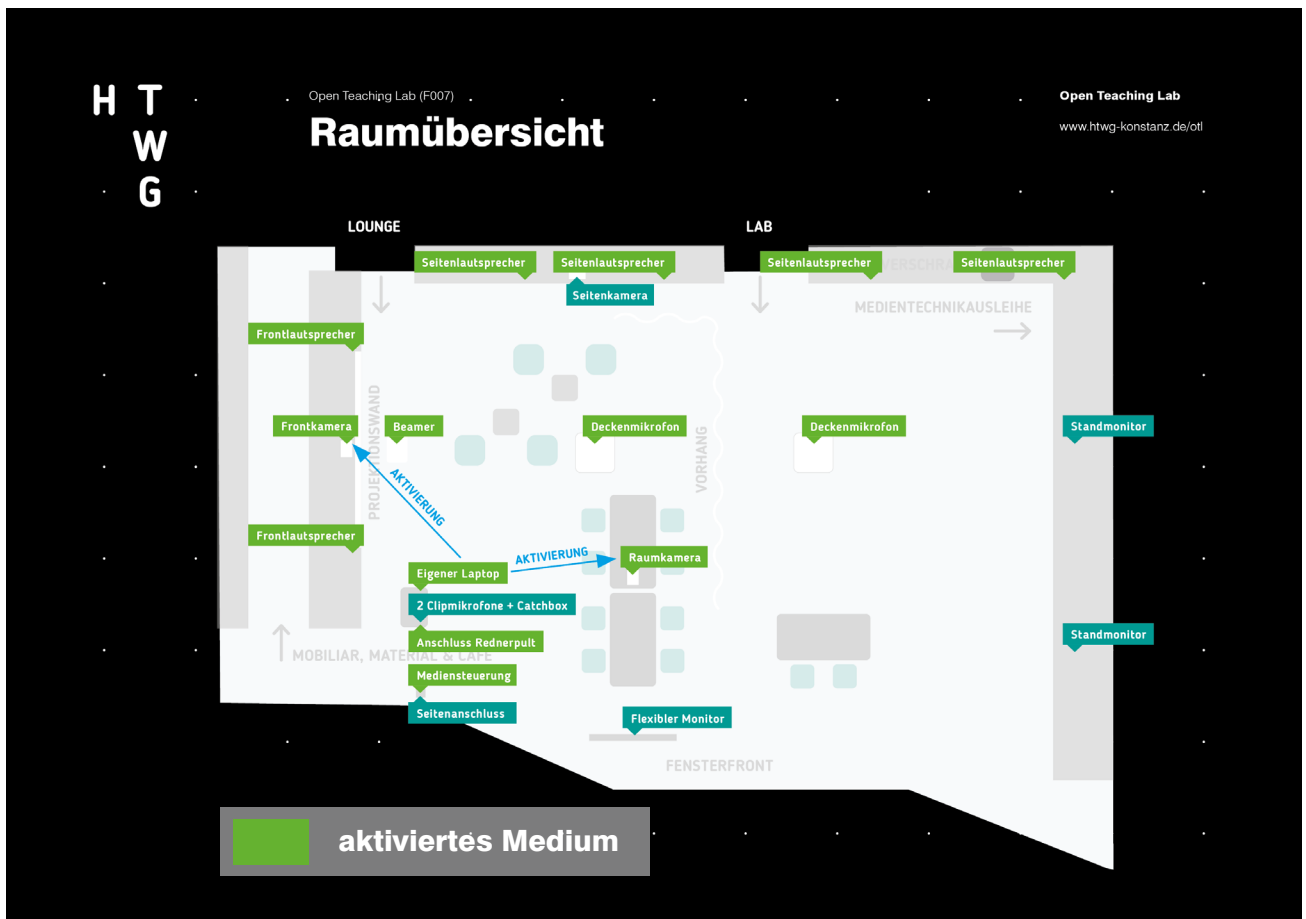 H T
W
G
Open Teaching Lab (F007)
Raumübersicht
Open Teaching Lab
www.htwg-konstanz.de/otl
LOUNGE
LAB
Seitenlautsprecher
Seitenlautsprecher
Seitenlautsprecher
Seitenlautsprecher
Seitenkamera
MEDIENTECHNIKAUSLEIHE
Frontlautsprecher
Frontkamera
Beamer
PROJEKTIONSWAND
Deckenmikrofon
VORHANG
Deckenmikrofon
Standmonitor
AKTIVIERUNG
Frontlautsprecher
AKTIVIERUNG
Raumkamera
Eigener Laptop
2 Clipmikrofone + Catchbox
Anschluss Rednerpult
MOBILIAR, MATERIAL & CAFE
Mediensteuerung
Seitenanschluss
Standmonitor
Flexibler Monitor
FENSTERFRONT
aktiviertes Medium